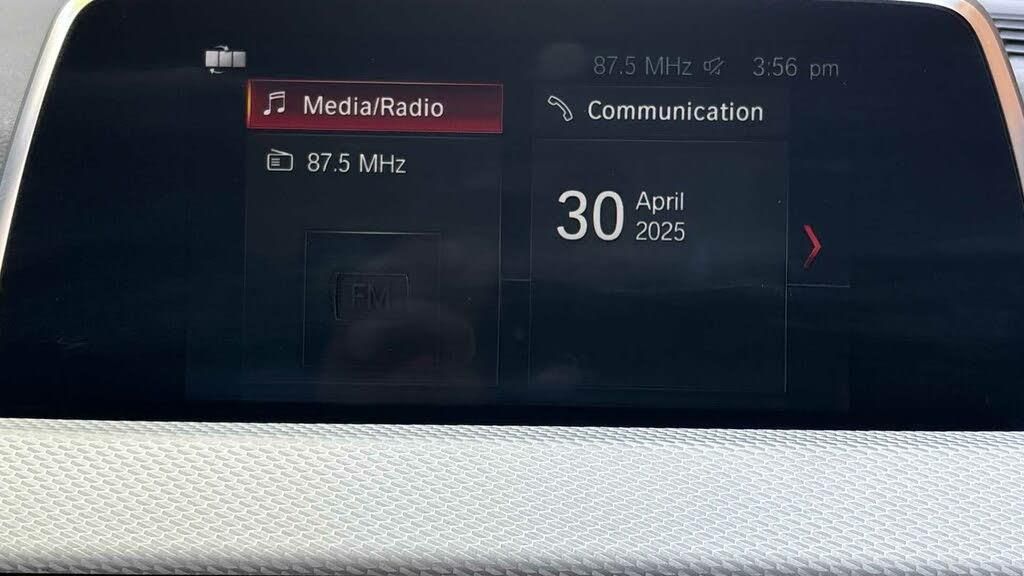 87.5 MHz 3:56 pm
Media/Radio
Communication
87.5 MHz
30 April
2025
FM